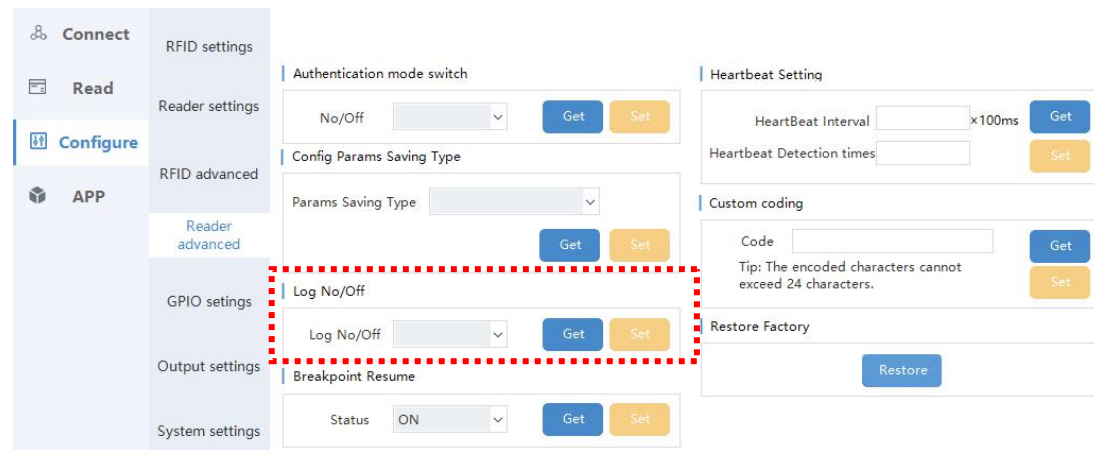 Connect
Read
Configure
APP
RFID settings
Reader settings
RFID advanced
Reader
advanced
GPIO setings
Output settings
System settings
Authentication mode switch
No/Off
Get
Set
Config Params Saving Type
Params Saving Type
Get
Set
Log No/Off
Log No/Off
Get
Set
Breakpoint Resume
Status
ON
Get
Set
Heartbeat Setting
HeartBeat Interval
×100ms
Get
Heartbeat Detection times
Set
Custom coding
Code
Get
Tip: The encoded characters cannot
exceed 24 characters.
Set
Restore Factory
Restore